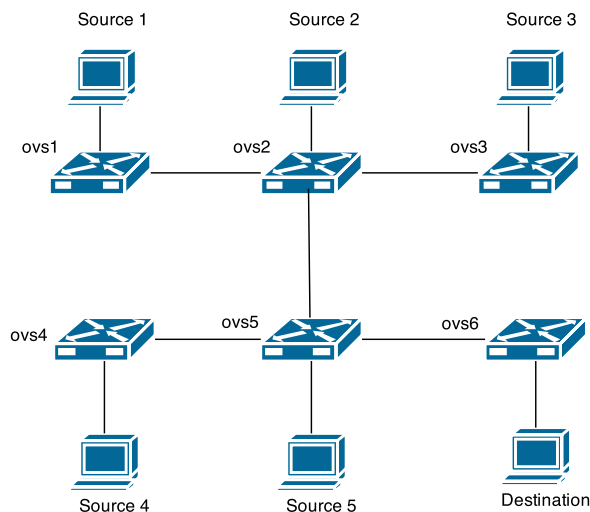 Source 1
Source 2
Source 3
ovs1
ovs2
ovs3
ovs4
ovs5
ovs6
Source 4
Source 5
Destination